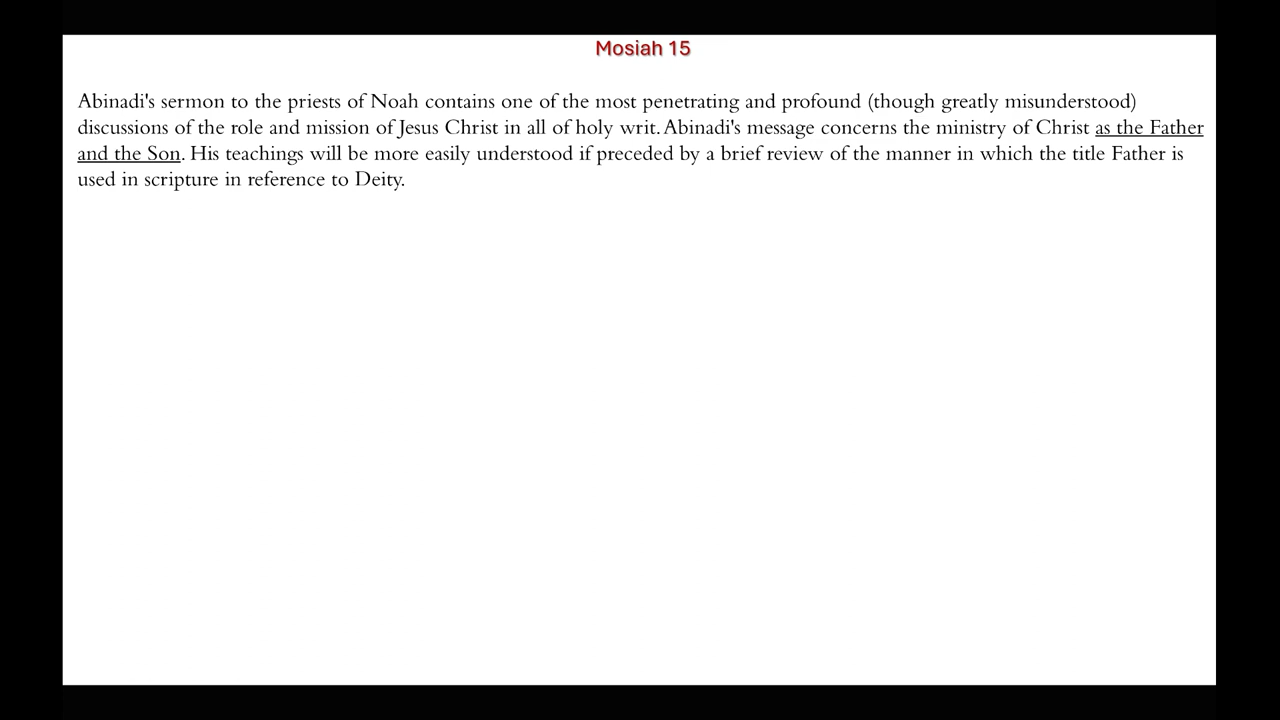 Mosiah 15
Abinadi's sermon to the priests of Noah contains one of the most penetrating and profound (though greatly misunderstood)
discussions of the role and mission of Jesus Christ in all of holy writ. Abinadi's message concerns the ministry of Christ as the Father
and the Son. His teachings will be more easily understood if preceded by a brief review of the manner in which the title Father is
used in scripture in reference to Deity.